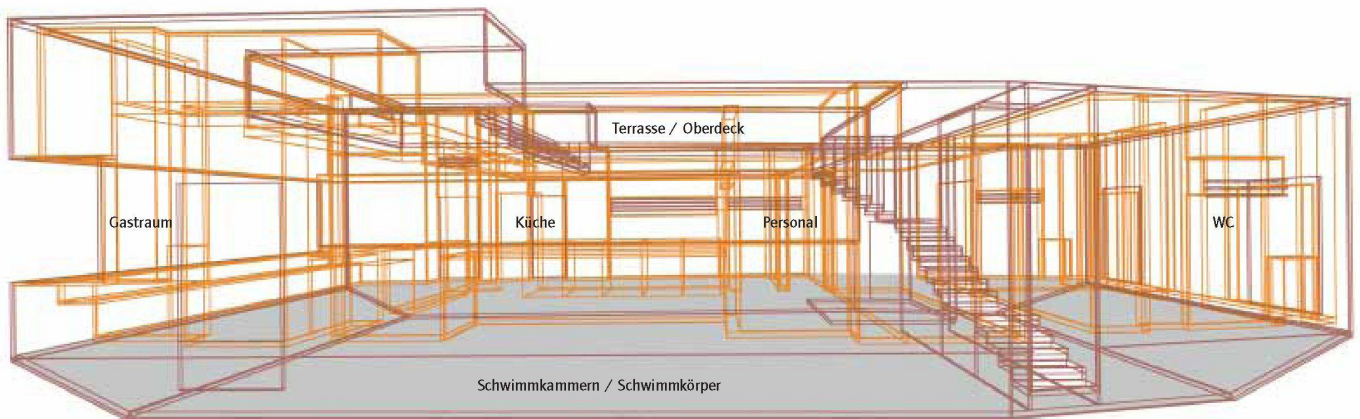 Terrasse / Oberdeck
Gastraum
Küche
Personal
WC
Schwimmkammern / Schwimmkörper